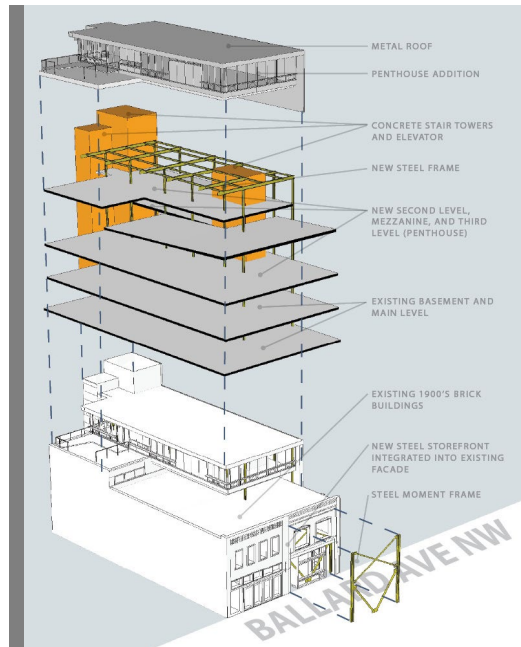 METAL ROOF
PENTHOUSE ADDITION
CONCRETE STAIR TOWERS
AND ELEVATOR
NEW STEEL FRAME
NEW SECOND LEVEL,
MEZZANINE, AND THIRD
LEVEL (PENTHOUSE)
EXISTING BASEMENT AND
MAIN LEVEL
EXISTING 1900'S BRICK
BUILDINGS
NEW STEEL STOREFRONT
INTEGRATED INTO EXISTING
FACADE
STEEL MOMENT FRAME
BALLARD AVE NW